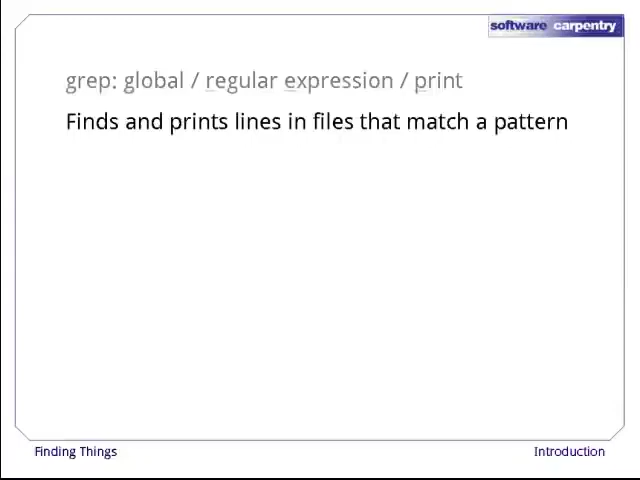 software carpentry
grep: global / regular expression / print
Finds and prints lines in files that match a pattern
Finding Things
Introduction